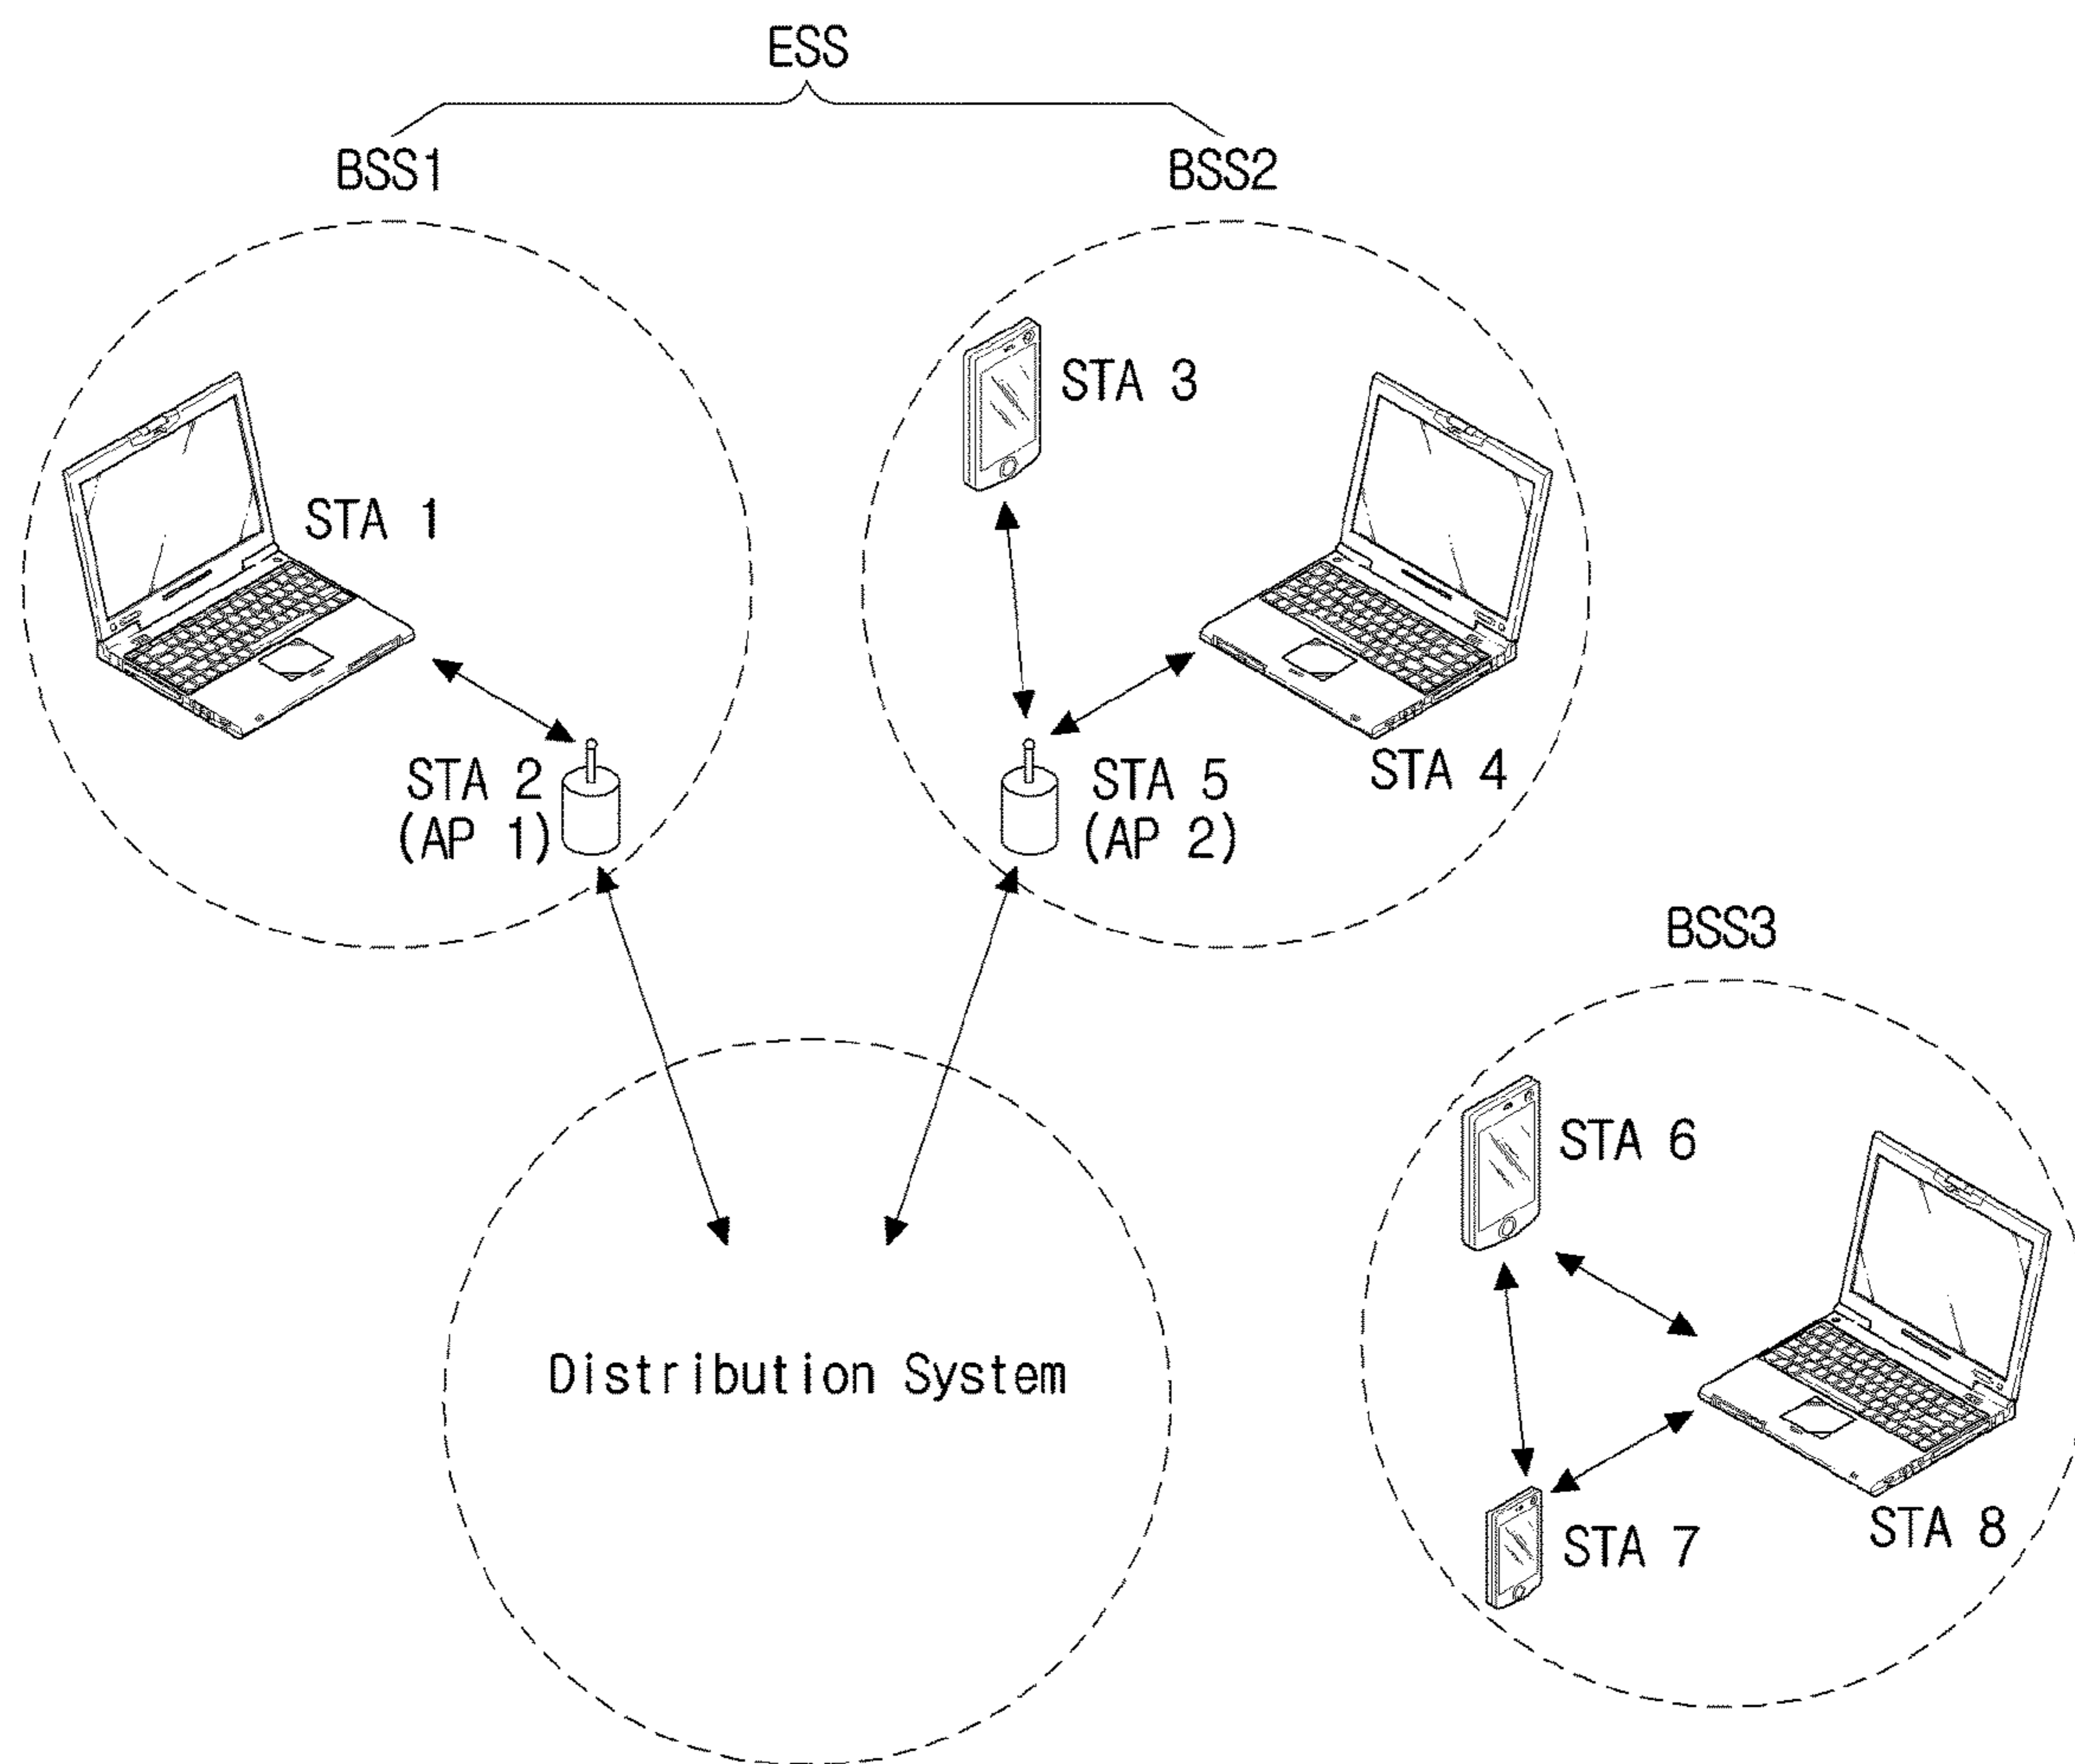 ESS
BSS1
BSS2
STA 1
STA 3
STA 2
(AP 1)
STA 5
(AP 2)
STA 4
BSS3
STA 6
Distribution System
STA 7
STA 8